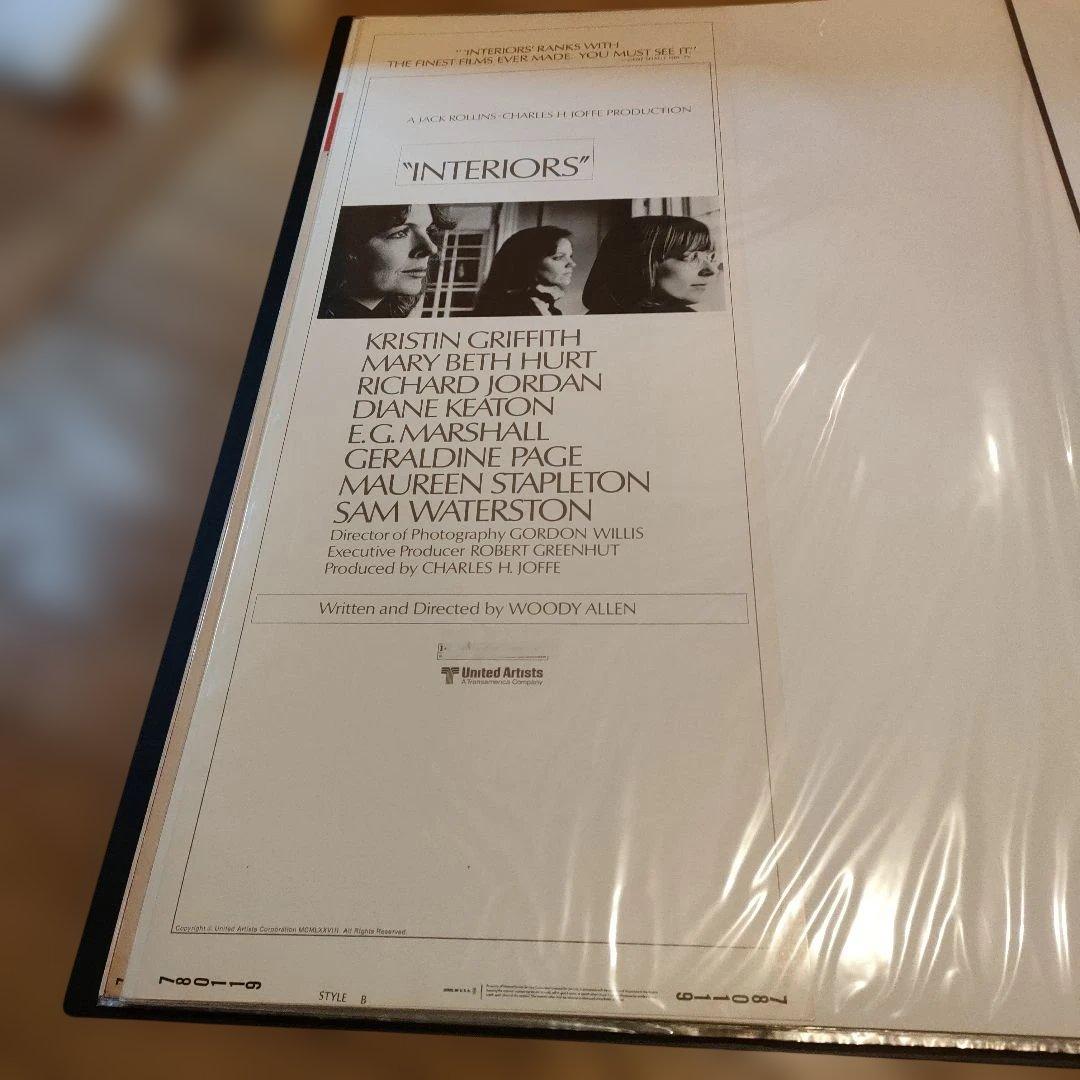 "'INTERIORS' RANKS WITH
THE FINEST FILMS EVER MADE. YOU MUST SEE IT."
A JACK ROLLINS-CHARLES H. JOFFE PRODUCTION
"INTERIORS"
KRISTIN GRIFFITH
MARY BETH HURT
RICHARD JORDAN
DIANE KEATON
E.G. MARSHALL
GERALDINE PAGE
MAUREEN STAPLETON
SAM WATERSTON
Director of Photography GORDON WILLIS
Executive Producer ROBERT GREENHUT
Produced by CHARLES H. JOFFE
Written and Directed by WOODY ALLEN
United Artists
A Transamerica Company
Copyright © United Artists Corporation MCMLXXVIII. All Rights Reserved.
780119
STYLE B
780119